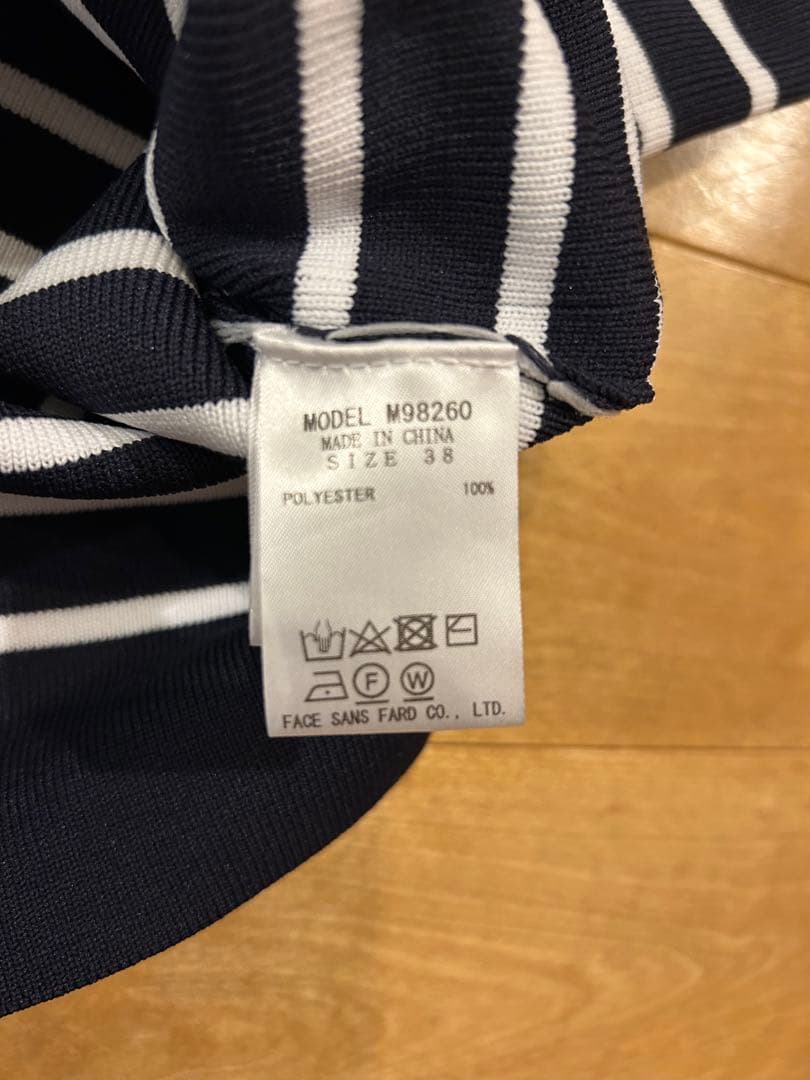 MODEL M98260
MADE IN CHINA
SIZE 38
POLYESTER 100%
F W
FACE SANS FARD CO., LTD.